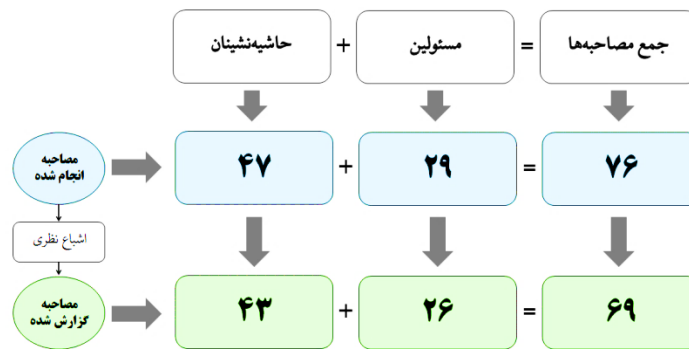 حاشیه‌نشینان + مسئولین = جمع مصاحبه‌ها
مصاحبه
انجام شده
۴۷ + ۲۹ = ۷۶
اشباع نظری
مصاحبه
گزارش شده
۴۳ + ۲۶ = ۶۹